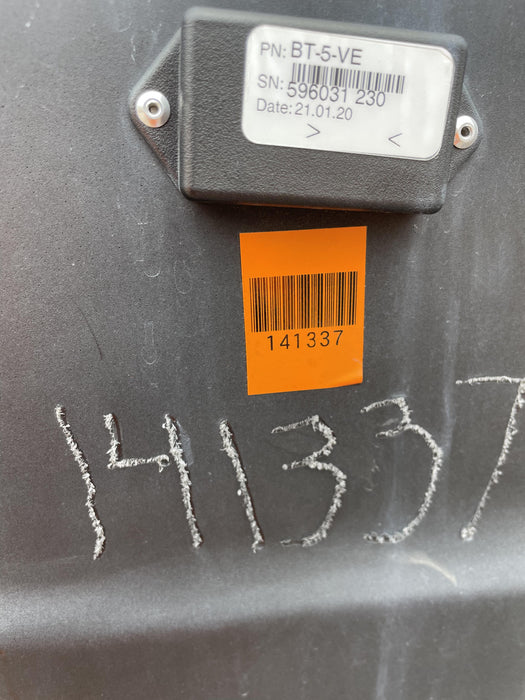 PN: BT-5-VE
SN: 596031 230
Date: 21.01.20
> <
141337
141337